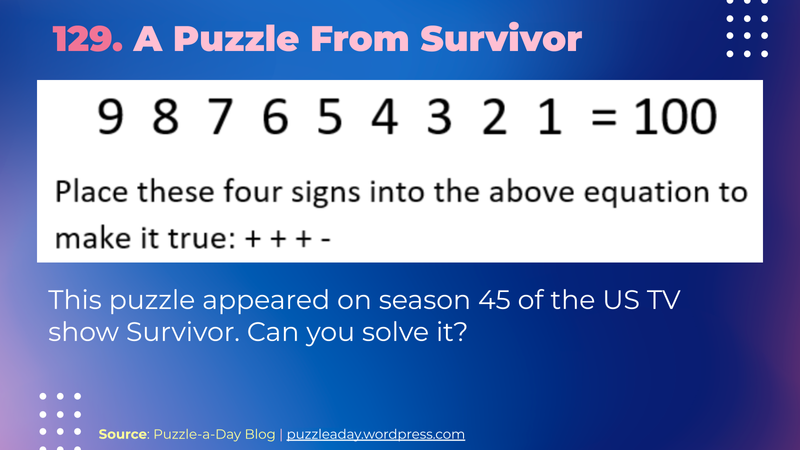 129. A Puzzle From Survivor
9 8 7 6 5 4 3 2 1 = 100
Place these four signs into the above equation to
make it true: + + + -
This puzzle appeared on season 45 of the US TV
show Survivor. Can you solve it?
Source: Puzzle-a-Day Blog | puzzleaday.wordpress.com